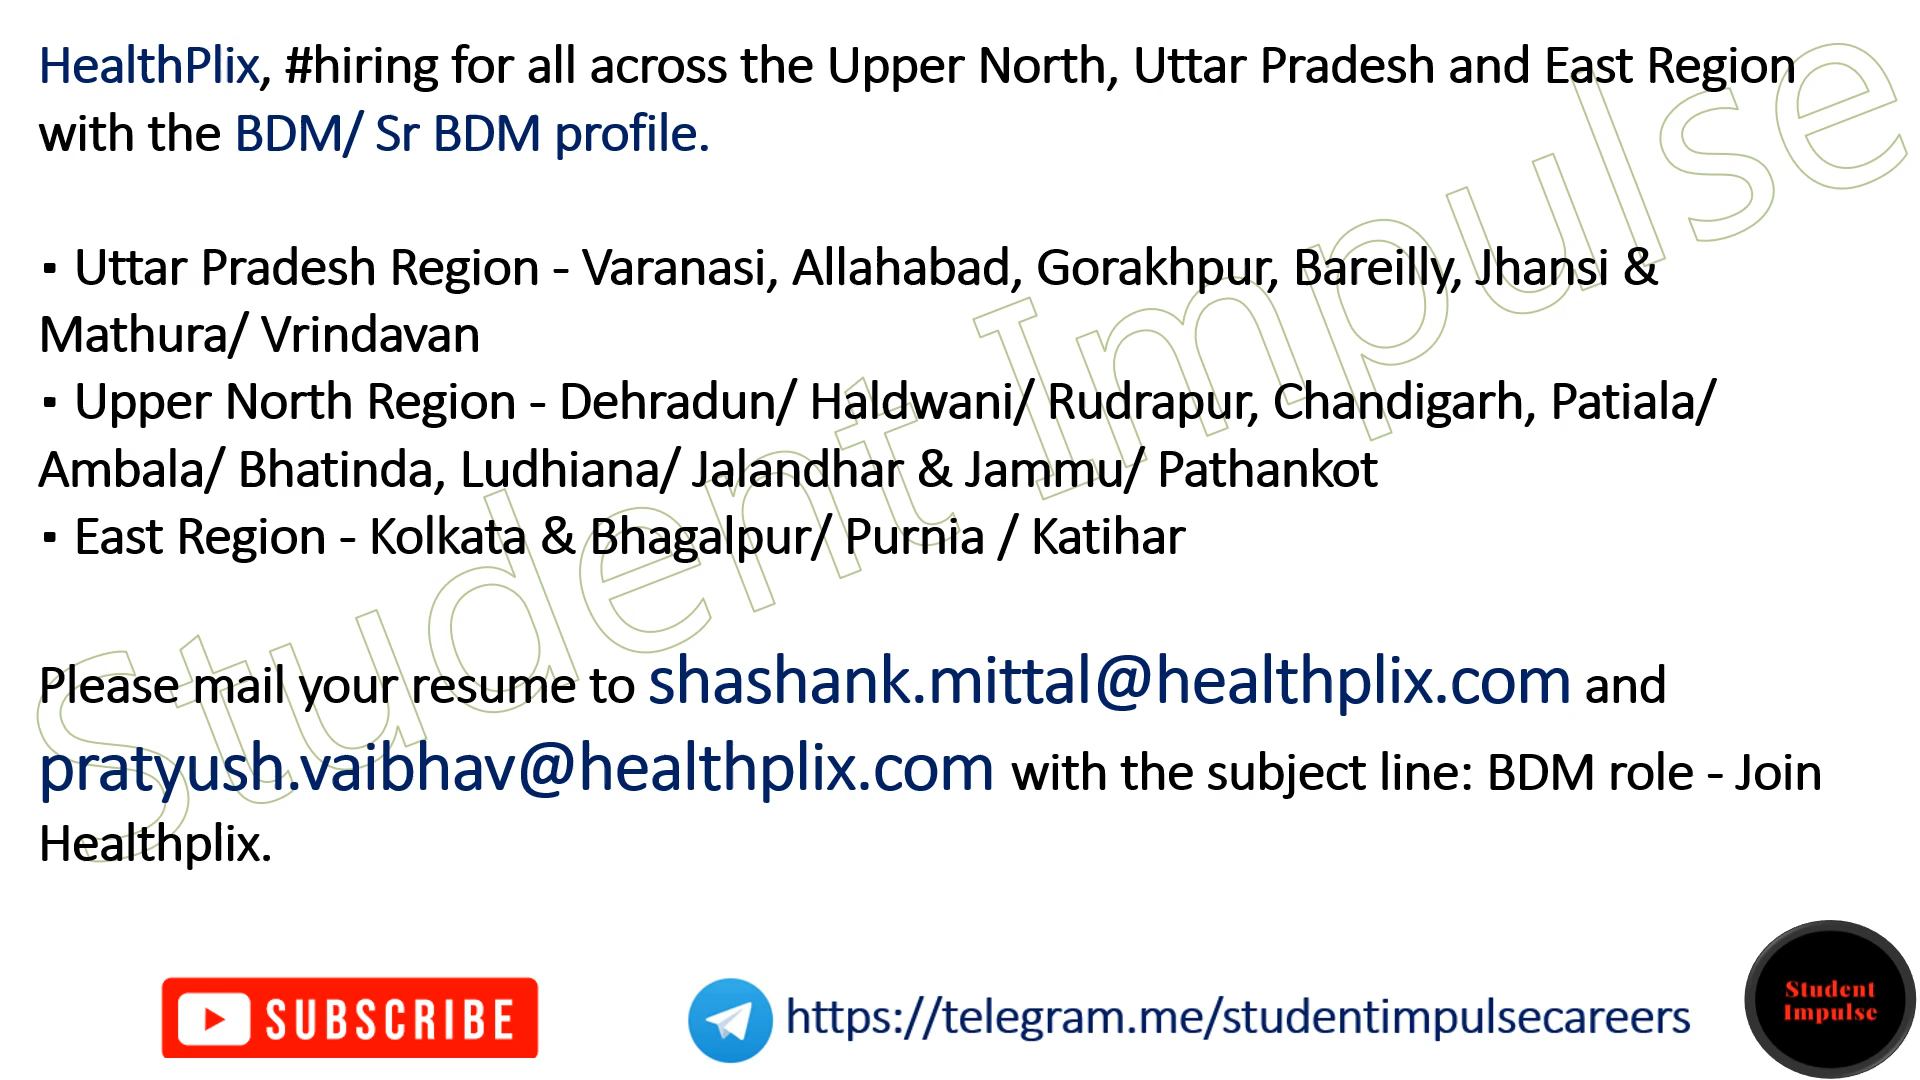 HealthPlix, #hiring for all across the Upper North, Uttar Pradesh and East Region
with the BDM/ Sr BDM profile.
▪ Uttar Pradesh Region - Varanasi, Allahabad, Gorakhpur, Bareilly, Jhansi &
Mathura/ Vrindavan
▪ Upper North Region - Dehradun/ Haldwani/ Rudrapur, Chandigarh, Patiala/
Ambala/ Bhatinda, Ludhiana/ Jalandhar & Jammu/ Pathankot
▪ East Region - Kolkata & Bhagalpur/ Purnia / Katihar
Please mail your resume to shashank.mittal@healthplix.com and
pratyush.vaibhav@healthplix.com with the subject line: BDM role - Join
Healthplix.
Student Impulse
SUBSCRIBE
https://telegram.me/studentimpulsecareers
Student
Impulse